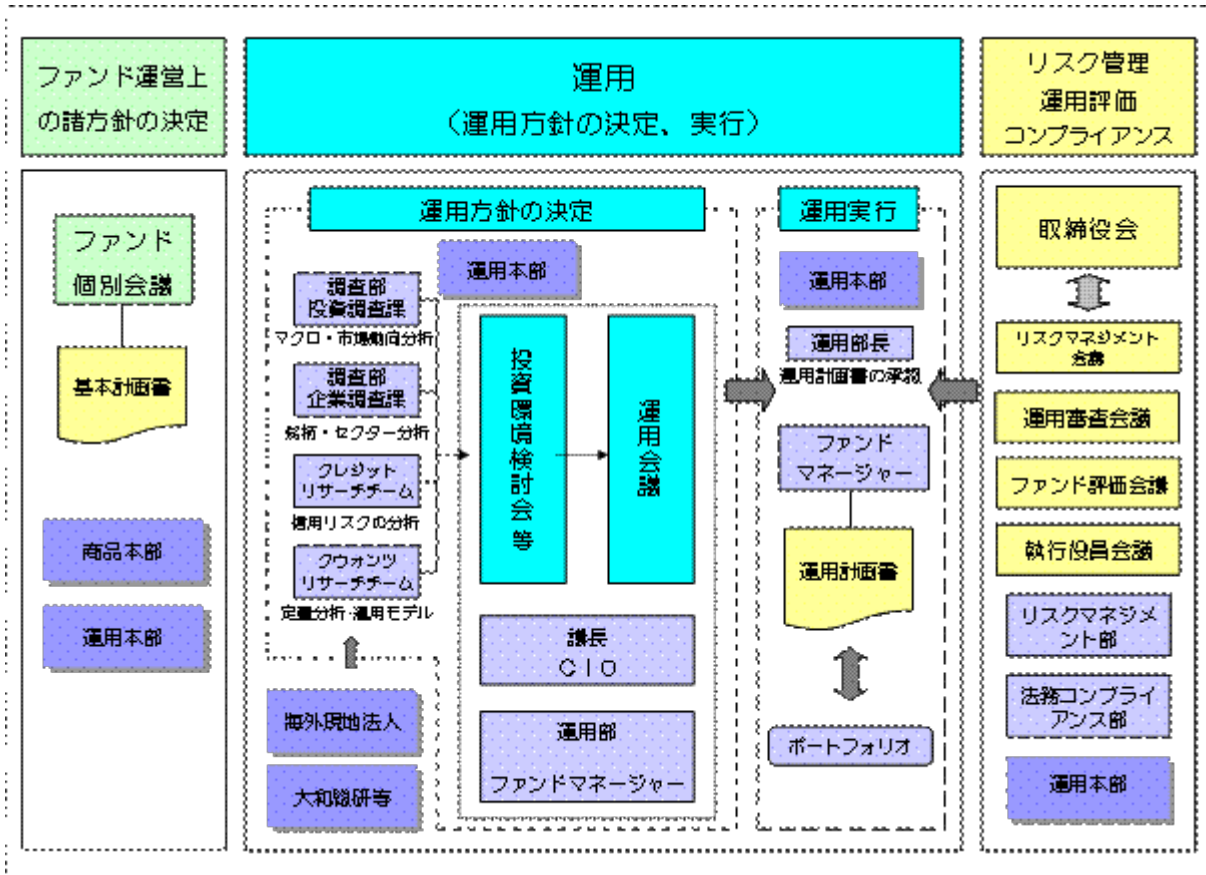 ファンド運営上
の諸方針の決定
ファンド
個別会議
基本計画書
商品本部
運用本部
運用
(運用方針の決定、実行)
運用方針の決定
運用本部
調査部
投資調査課
マクロ・市場動向分析
調査部
企業調査課
銘柄・セクター分析
クレジット
リサーチチーム
信用リスクの分析
クウォンツ
リサーチチーム
定量分析・運用モデル
海外現地法人
大和総研等
投資環境検討会 等
運用会議
議長
CIO
運用部
ファンドマネージャー
運用実行
運用本部
運用部長
運用計画書の承認
ファンド
マネージャー
運用計画書
ポートフォリオ
リスク管理
運用評価
コンプライアンス
取締役会
リスクマネジメント
会議
運用審査会議
ファンド評価会議
執行役員会議
リスクマネジメ
ント部
法務コンプライ
アンス部
運用本部